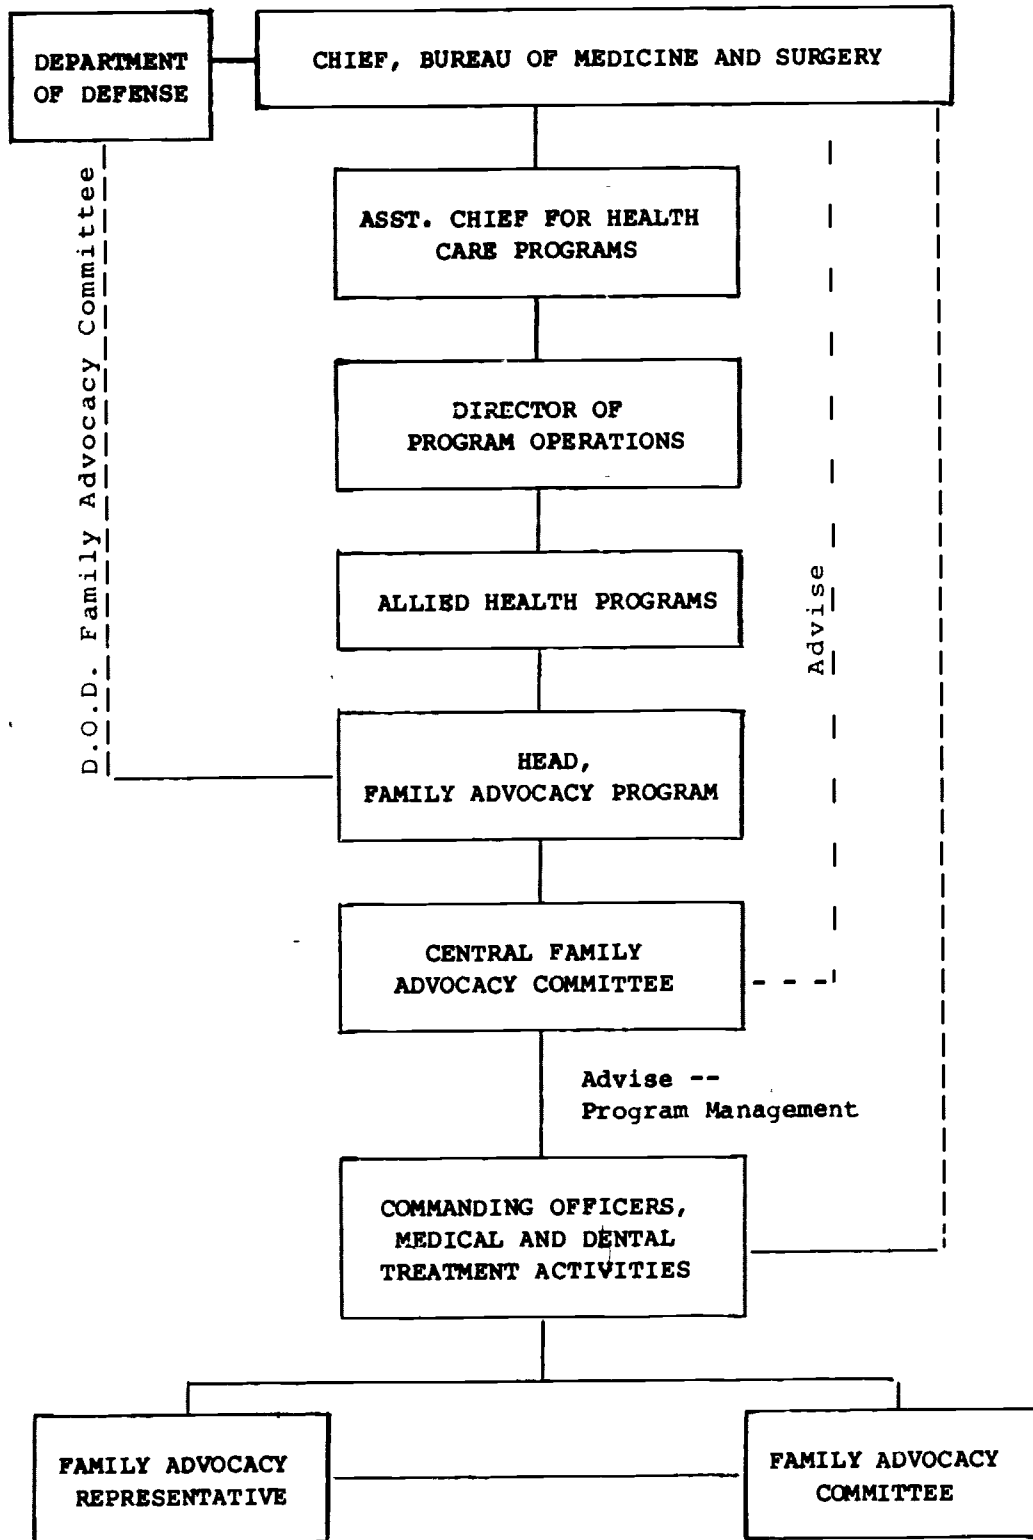 DEPARTMENT
OF DEFENSE
CHIEF, BUREAU OF MEDICINE AND SURGERY
ASST. CHIEF FOR HEALTH
CARE PROGRAMS
D.O.D. Family Advocacy Committee
DIRECTOR OF
PROGRAM OPERATIONS
ALLIED HEALTH PROGRAMS
Advise
HEAD,
FAMILY ADVOCACY PROGRAM
CENTRAL FAMILY
ADVOCACY COMMITTEE
Advise --
Program Management
COMMANDING OFFICERS,
MEDICAL AND DENTAL
TREATMENT ACTIVITIES
FAMILY ADVOCACY
REPRESENTATIVE
FAMILY ADVOCACY
COMMITTEE